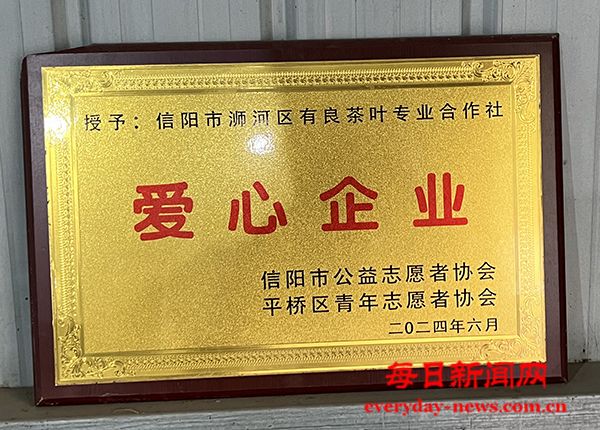 授予：信阳市浉河区有良茶叶专业合作社
爱心企业
信阳市公益志愿者协会
平桥区青年志愿者协会
二〇二四年六月
每日新闻网
everyday-news.com.cn